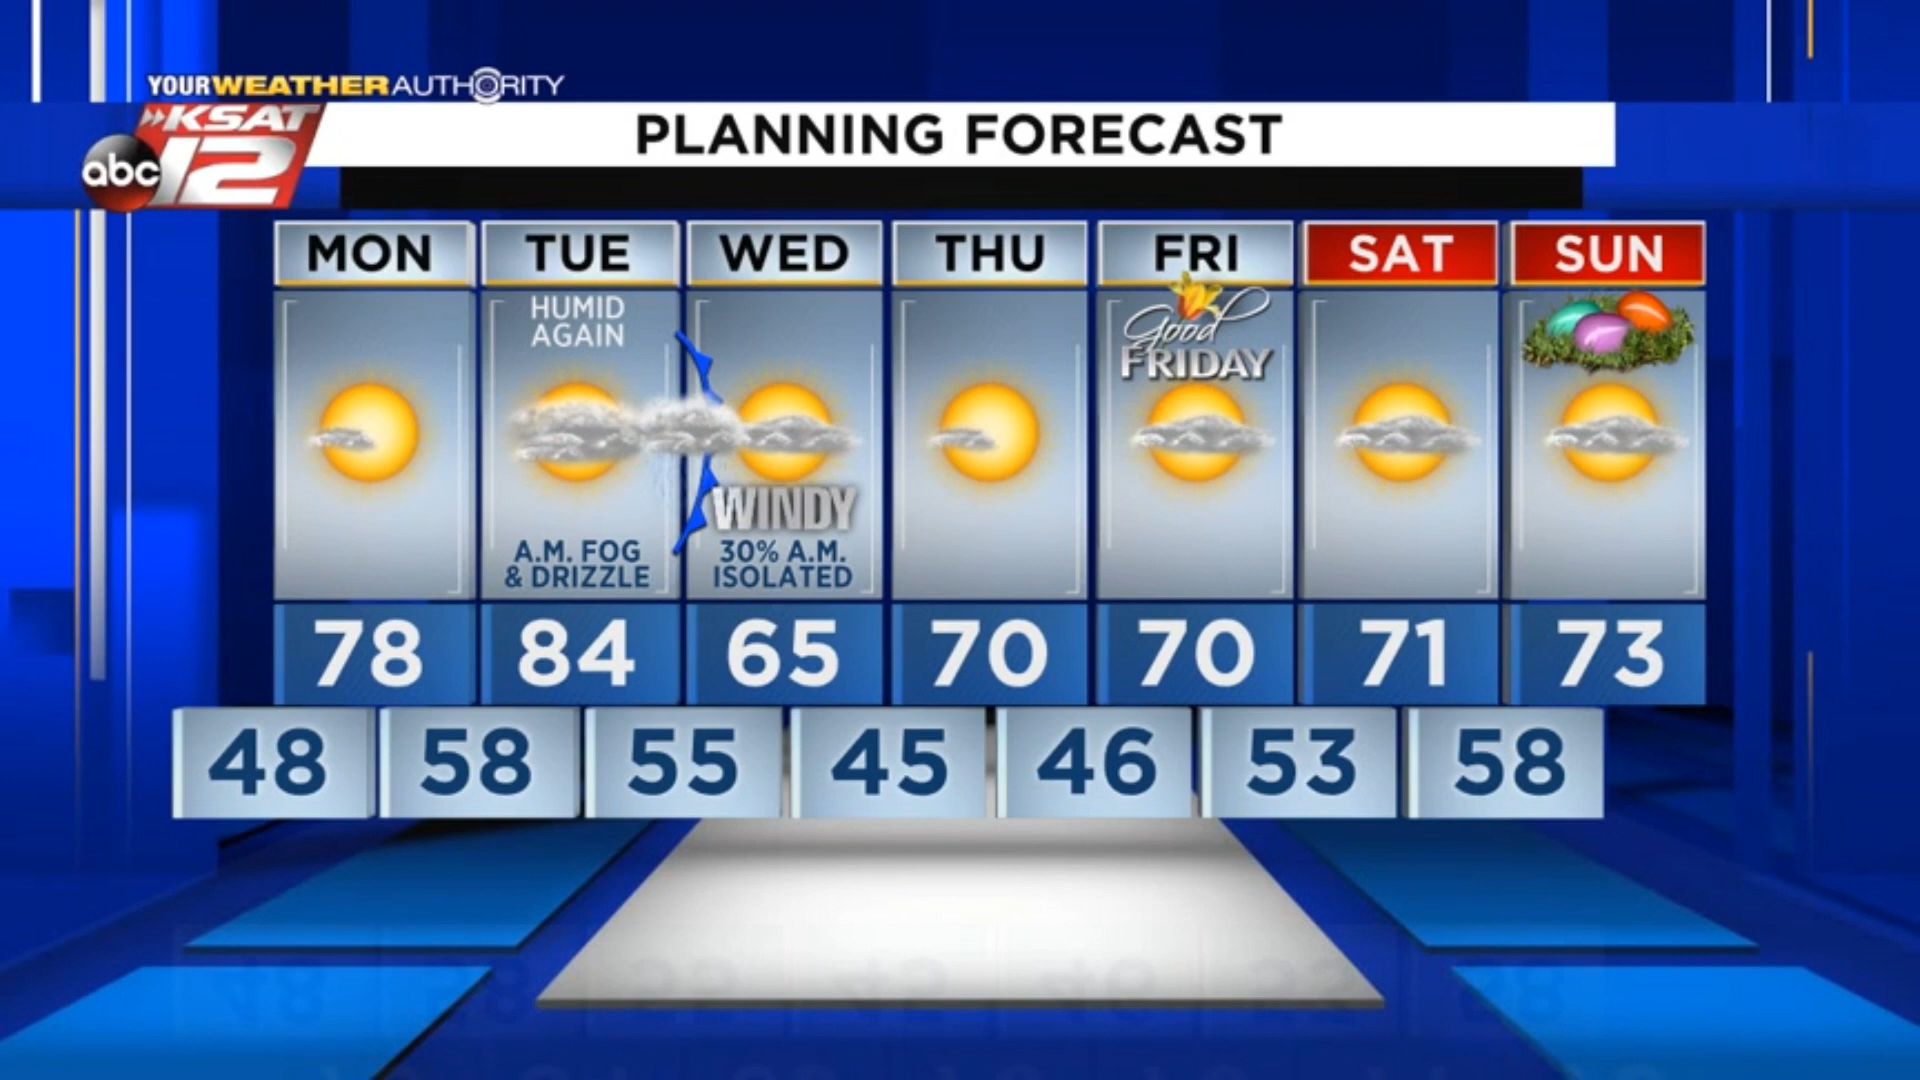 YOURWEATHERAUTHORITY
KSAT
abc 12
PLANNING FORECAST
MON TUE WED THU FRI SAT SUN
HUMID
AGAIN
Good
FRIDAY
WINDY
A.M. FOG
& DRIZZLE
30% A.M.
ISOLATED
78 84 65 70 70 71 73
48 58 55 45 46 53 58